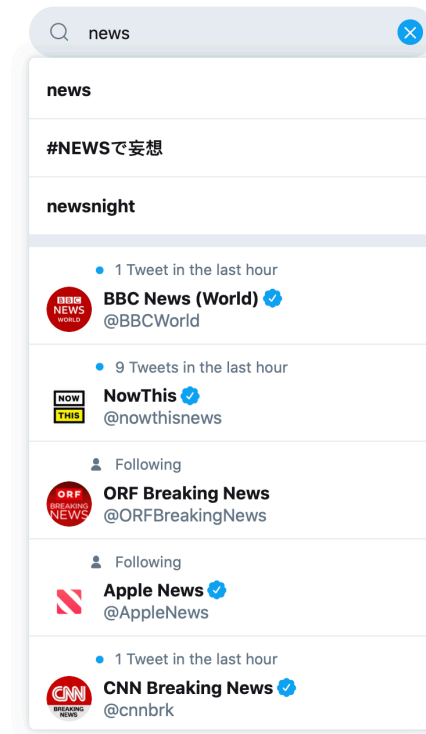 news
news
#NEWSで妄想
newsnight
1 Tweet in the last hour
BBC
NEWS
WORLD
BBC News (World)
@BBCWorld
9 Tweets in the last hour
NOW
THIS
NowThis
@nowthisnews
Following
ORF
BREAKING
NEWS
ORF Breaking News
@ORFBreakingNews
Following
Apple News
@AppleNews
1 Tweet in the last hour
CNN
BREAKING
NEWS
CNN Breaking News
@cnnbrk